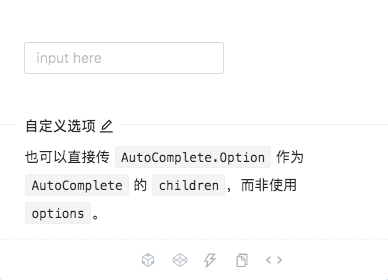 input here
自定义选项
也可以直接传 AutoComplete.Option 作为
AutoComplete 的 children，而非使用
options。